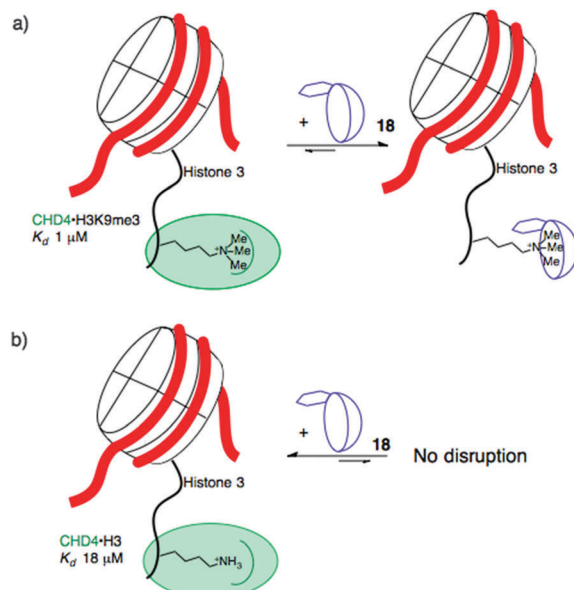 a)
+
18
Histone 3
Histone 3
CHD4•H3K9me3
Kd 1 μM
Me
+N-Me
Me
Me
+N-Me
Me
b)
+
18
No disruption
Histone 3
CHD4•H3
Kd 18 μM
+NH3